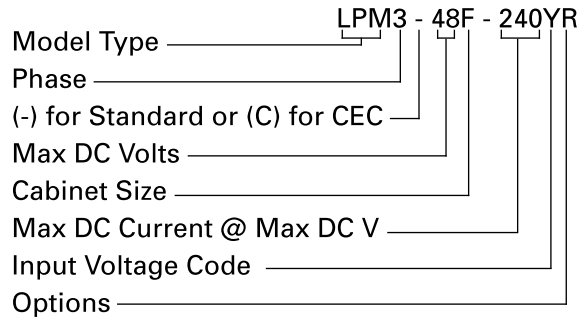 LPM3 - 48F - 240YR
Model Type
Phase
(-) for Standard or (C) for CEC
Max DC Volts
Cabinet Size
Max DC Current @ Max DC V
Input Voltage Code
Options